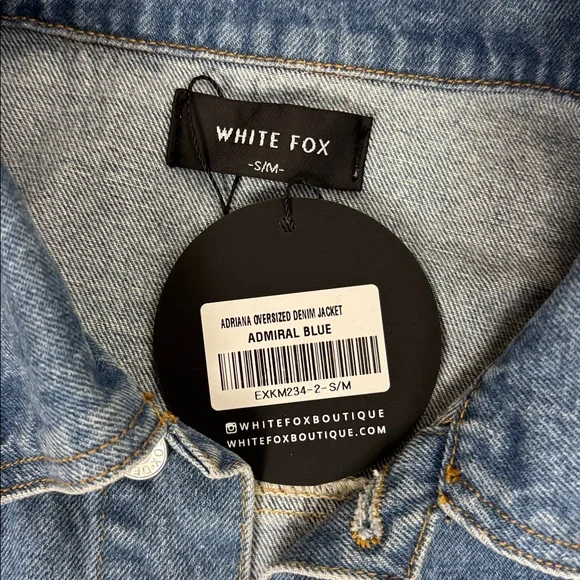 WHITE FOX
-S/M-
ADRIANA OVERSIZED DENIM JACKET
ADMIRAL BLUE
EXKM234-2-S/M
WHITEFOXBOUTIQUE
WHITEFOXBOUTIQUE.COM